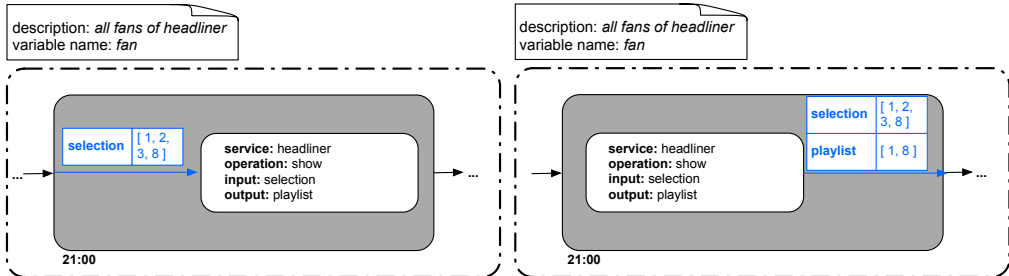 description: all fans of headliner
variable name: fan
selection [ 1, 2, 3, 8 ]
service: headliner
operation: show
input: selection
output: playlist
...
...
21:00
description: all fans of headliner
variable name: fan
selection [ 1, 2, 3, 8 ]
playlist [ 1, 8 ]
service: headliner
operation: show
input: selection
output: playlist
...
21:00